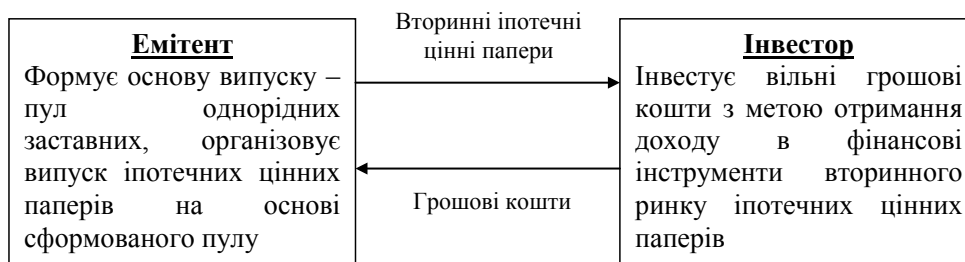 Емітент
Формує основу випуску –
пул однорідних
заставних, організовує
випуск іпотечних цінних
паперів на основі
сформованого пулу
Вторинні іпотечні
цінні папери
Грошові кошти
Інвестор
Інвестує вільні грошові
кошти з метою отримання
доходу в фінансові
інструменти вторинного
ринку іпотечних цінних
паперів